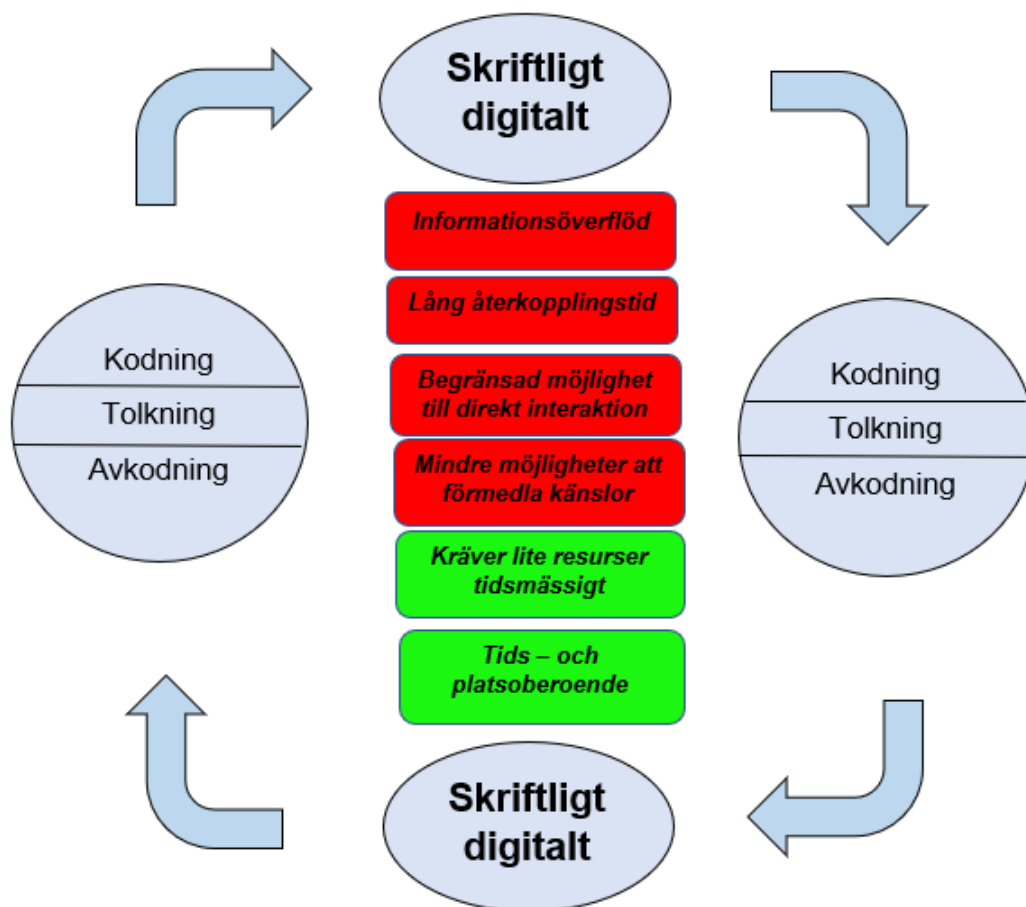 Skriftligt
digitalt
Informationsöverflöd
Lång återkopplingstid
Begränsad möjlighet
till direkt interaktion
Mindre möjligheter att
förmedla känslor
Kräver lite resurser
tidsmässigt
Tids – och
platsoberoende
Kodning
Tolkning
Avkodning
Kodning
Tolkning
Avkodning
Skriftligt
digitalt